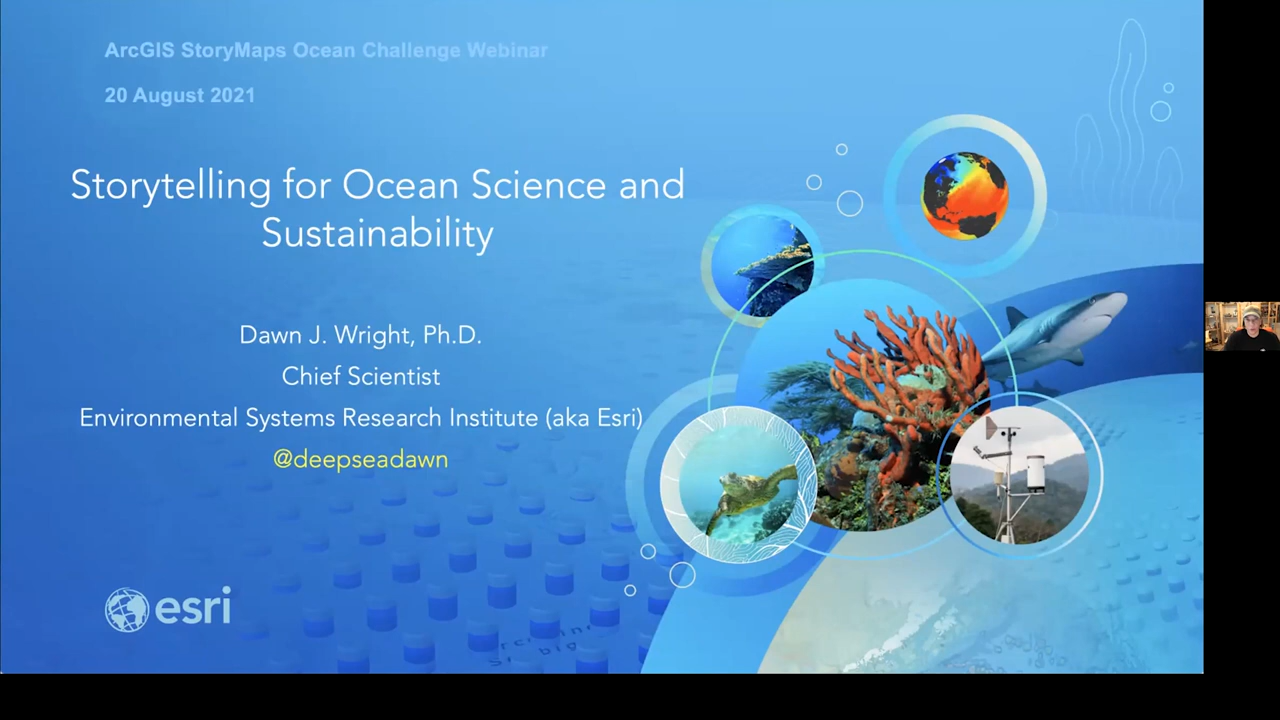 ArcGIS StoryMaps Ocean Challenge Webinar
20 August 2021
Storytelling for Ocean Science and
Sustainability
Dawn J. Wright, Ph.D.
Chief Scientist
Environmental Systems Research Institute (aka Esri)
@deepseadawn
esri